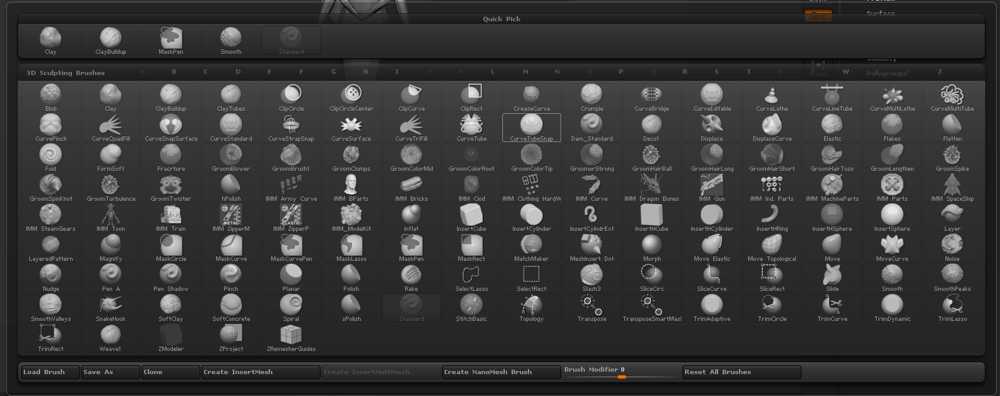 Surface
Quick Pick
Clay ClayBuildup MaskPen Smooth Standard
Visibility
3D Sculpting Brushes A B C D E F G H I J K L M N O P Q R S T U W Y Z
Frame Polygroups
Blob Clay ClayBuildup ClayTubes ClipCircle ClipCircleCenter ClipCurve ClipRect CreaseCurve Crumple CurveBridge CurveEditable CurveLathe CurveLineTube CurveMultiLathe CurveMultiTube
CurvePinch CurveQuadFill CurveSnapSurface CurveStandard CurveStrapSnap CurveSurface CurveTriFill CurveTube CurveTubeSnap Dam_Standard Deco1 Displace DisplaceCurve Elastic Flakes Flatten
Fold FormSoft Fracrture GroomBlower GroomBrush1 GroomClumps GroomColorMid GroomColorRoot GroomColorTip GroomerStrong GroomHairBall GroomHairLong GroomHairShort GroomHairToss GroomLengthen GroomSpike
GroomSpinKnot GroomTurbulence GroomTwister hPolish IMM Army Curve IMM BParts IMM Bricks IMM Clod IMM Clothing HardW IMM Curve IMM Dragon Bones IMM Gun IMM Ind. Parts IMM MachineParts IMM Parts IMM SpaceShip
IMM SteamGears IMM Toon IMM Train IMM ZipperM IMM ZipperP IMM_ModelKit Inflat InsertCube InsertCylinder InsertCylndrExt InsertHCube InsertHCylinder InsertHRing InsertHSphere InsertSphere Layer
LayeredPattern Magnify MaskCircle MaskCurve MaskCurvePen MaskLasso MaskPen MaskRect MatchMaker MeshInsert Dot Morph Move Elastic Move Topological Move MoveCurve Noise
Nudge Pen A Pen Shadow Pinch Planar Polish Rake SelectLasso SelectRect Slash3 SliceCirc SliceCurve SliceRect Slide Smooth SmoothPeaks
SmoothValleys SnakeHook SoftClay SoftConcrete Spiral sPolish Standard StitchBasic Topology Transpose TransposeSmartMasl TrimAdaptive TrimCircle TrimCurve TrimDynamic TrimLasso
TrimRect Weave1 ZModeler ZProject ZRemesherGuides
Load Brush Save As Clone Create InsertMesh Create InsertMultiMesh Create NanoMesh Brush Brush Modifier 0 Reset All Brushes